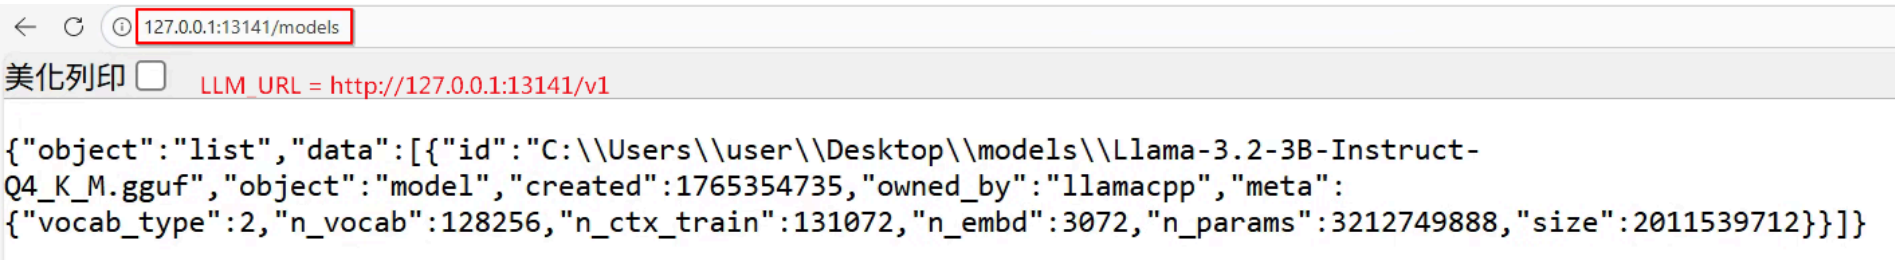 127.0.0.1:13141/models
美化列印
LLM_URL = http://127.0.0.1:13141/v1
{"object":"list","data":[{"id":"C:\\Users\\user\\Desktop\\models\\Llama-3.2-3B-Instruct-
Q4_K_M.gguf","object":"model","created":1765354735,"owned_by":"llamacpp","meta":
{"vocab_type":2,"n_vocab":128256,"n_ctx_train":131072,"n_embd":3072,"n_params":3212749888,"size":2011539712}}]}